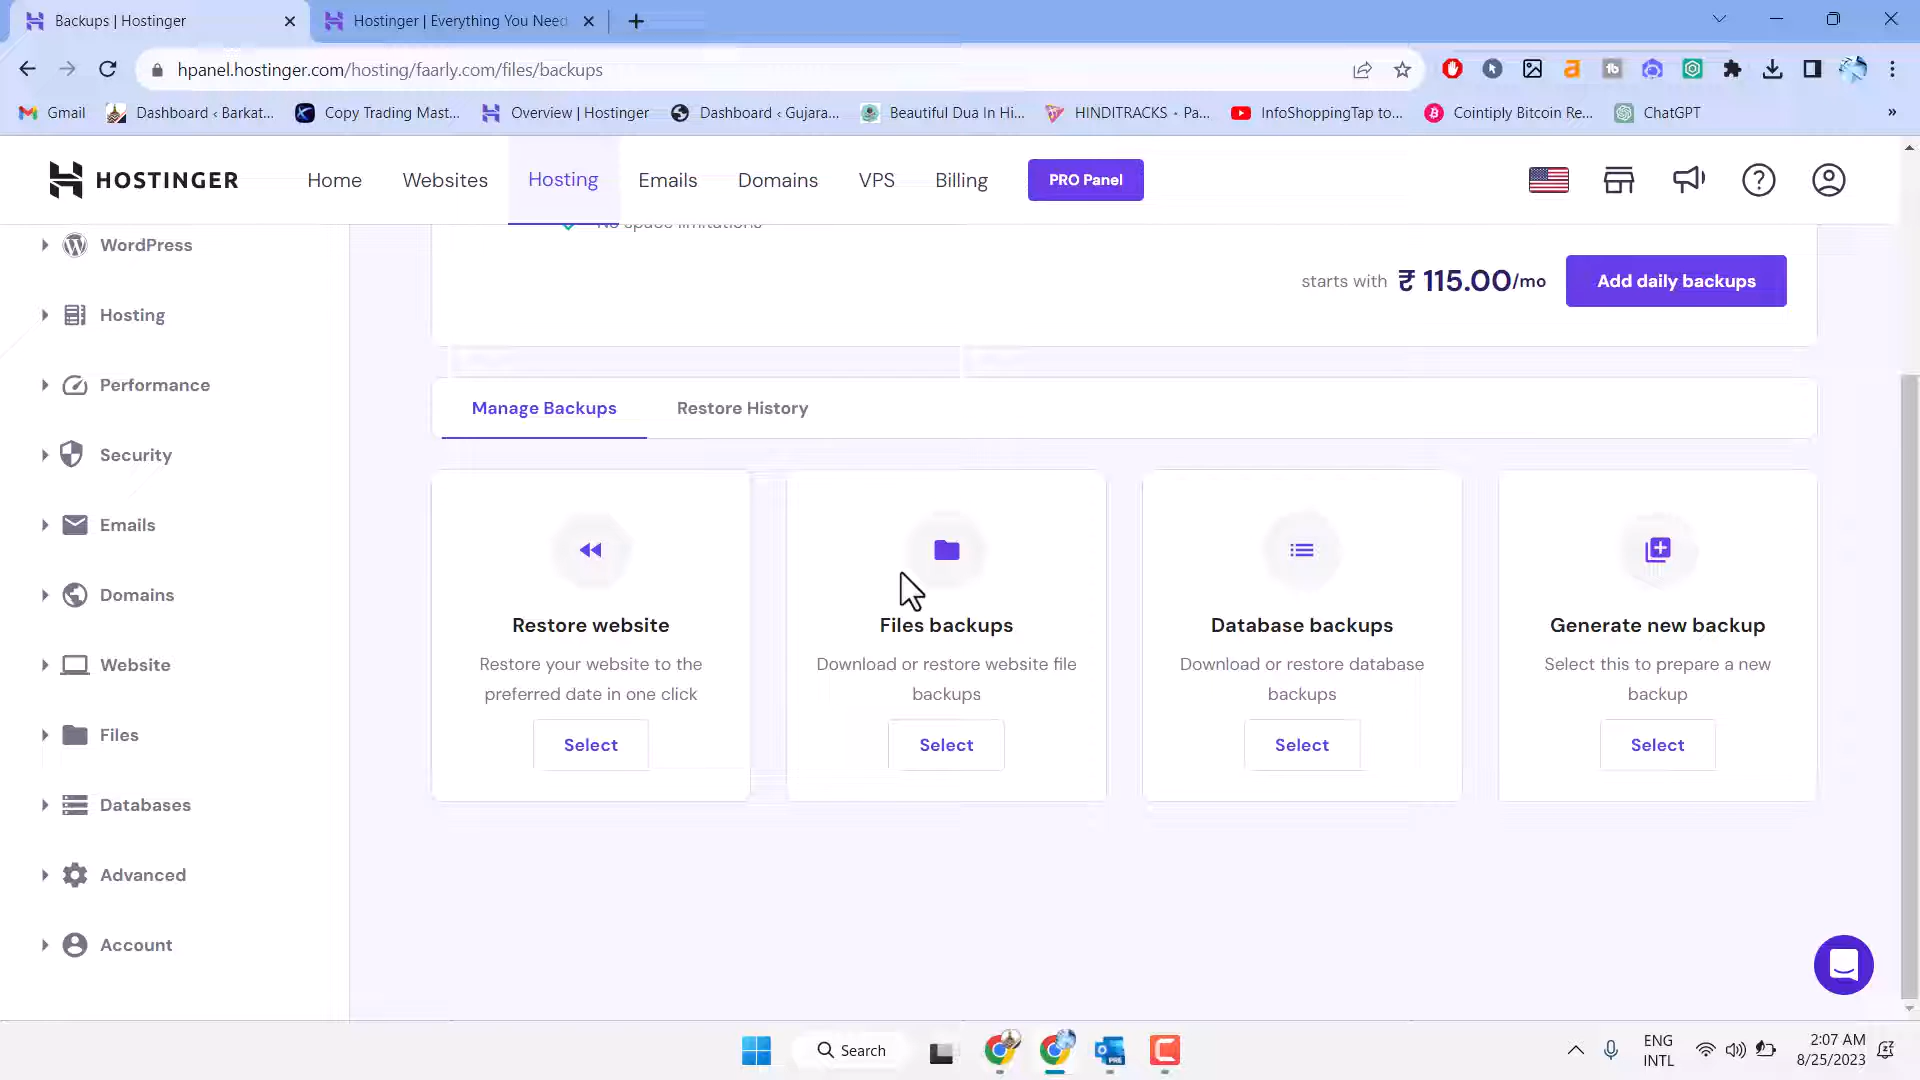 Backups | Hostinger
Hostinger | Everything You Need
hpanel.hostinger.com/hosting/faarly.com/files/backups
Gmail
Dashboard ‹ Barkat...
Copy Trading Mast...
Overview | Hostinger
Dashboard ‹ Gujara...
Beautiful Dua In Hi...
HINDITRACKS - Pa...
InfoShoppingTap to...
Cointiply Bitcoin Re...
ChatGPT
»
HOSTINGER
Home
Websites
Hosting
Emails
Domains
VPS
Billing
PRO Panel
No space limitations
starts with ₹ 115.00/mo
Add daily backups
WordPress
Hosting
Performance
Security
Emails
Domains
Website
Files
Databases
Advanced
Account
Manage Backups
Restore History
Restore website
Restore your website to the
preferred date in one click
Select
Files backups
Download or restore website file
backups
Select
Database backups
Download or restore database
backups
Select
Generate new backup
Select this to prepare a new
backup
Select
Search
ENG
INTL
2:07 AM
8/25/2023